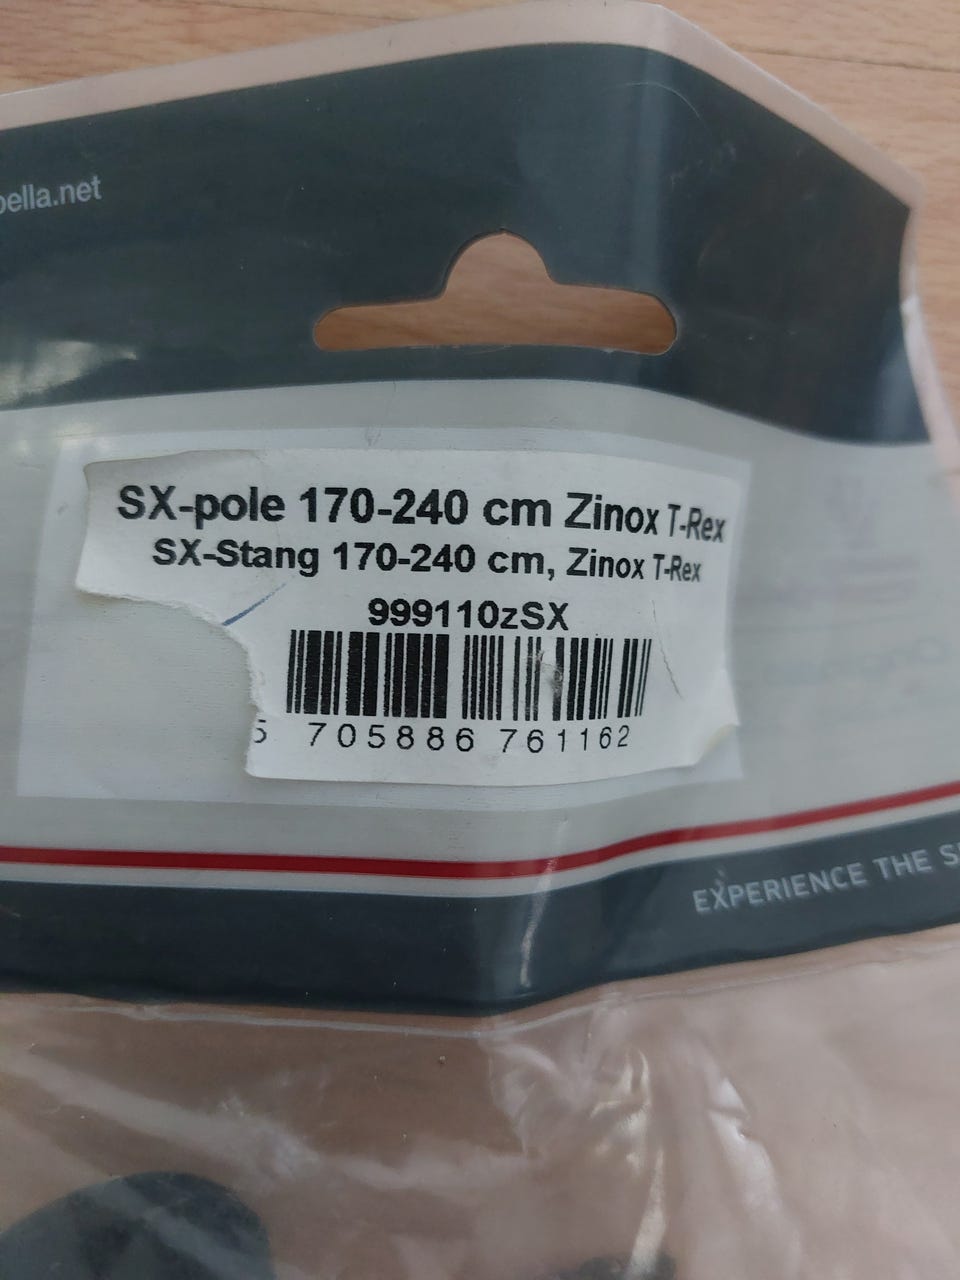 bella.net
SX-pole 170-240 cm Zinox T-Rex
SX-Stang 170-240 cm, Zinox T-Rex
999110zSX
5 705886 761162
EXPERIENCE THE